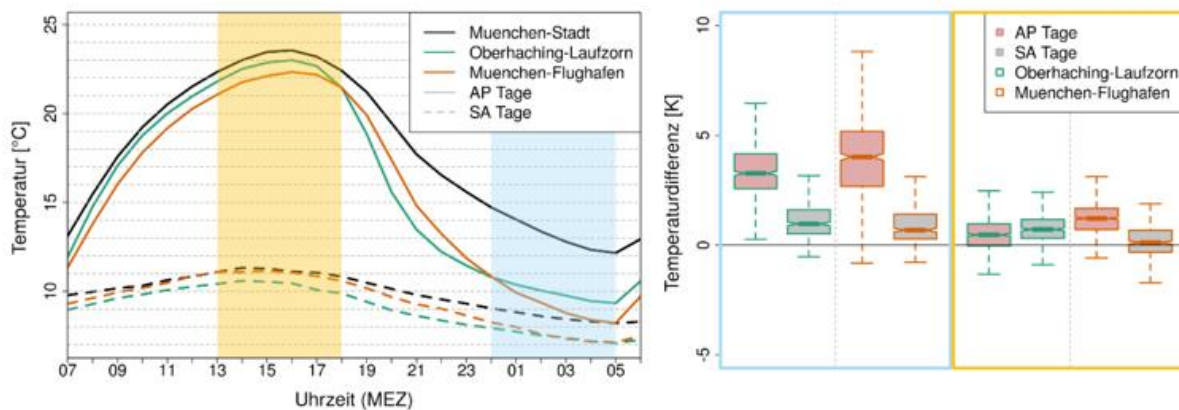 25
20
15
10
Temperatur [°C]
07 09 11 13 15 17 19 21 23 01 03 05
Uhrzeit (MEZ)
Muenchen-Stadt
Oberhaching-Laufzorn
Muenchen-Flughafen
AP Tage
SA Tage
10
5
0
-5
Temperaturdifferenz [K]
AP Tage
SA Tage
Oberhaching-Laufzorn
Muenchen-Flughafen